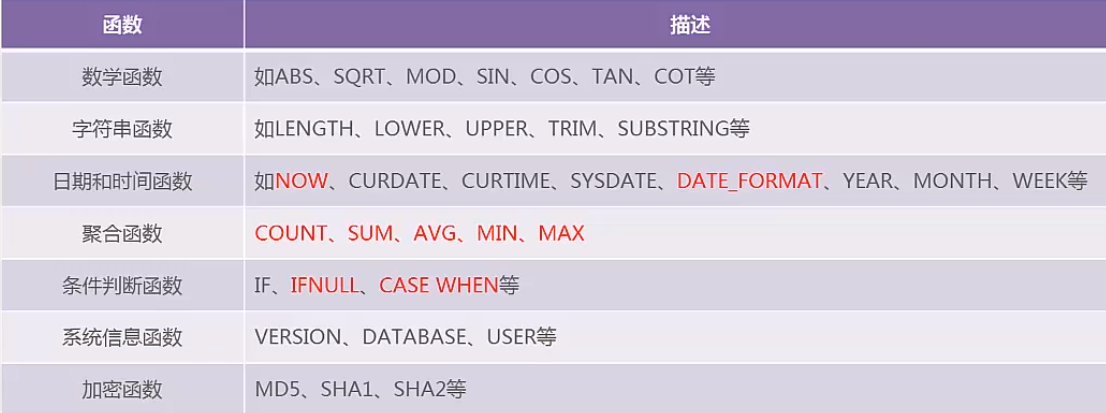 函数 描述
数学函数 如ABS、SQRT、MOD、SIN、COS、TAN、COT等
字符串函数 如LENGTH、LOWER、UPPER、TRIM、SUBSTRING等
日期和时间函数 如NOW、CURDATE、CURTIME、SYSDATE、DATE_FORMAT、YEAR、MONTH、WEEK等
聚合函数 COUNT、SUM、AVG、MIN、MAX
条件判断函数 IF、IFNULL、CASE WHEN等
系统信息函数 VERSION、DATABASE、USER等
加密函数 MD5、SHA1、SHA2等